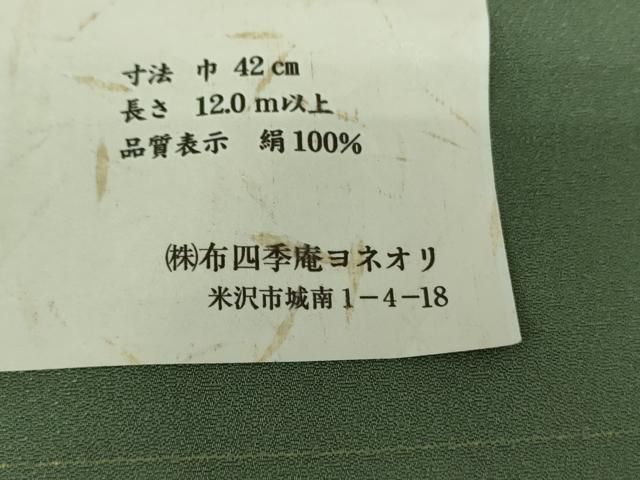 寸法 巾 42cm
長さ 12.0m以上
品質表示 絹100%
㈱布四季庵ヨネオリ
米沢市城南1-4-18